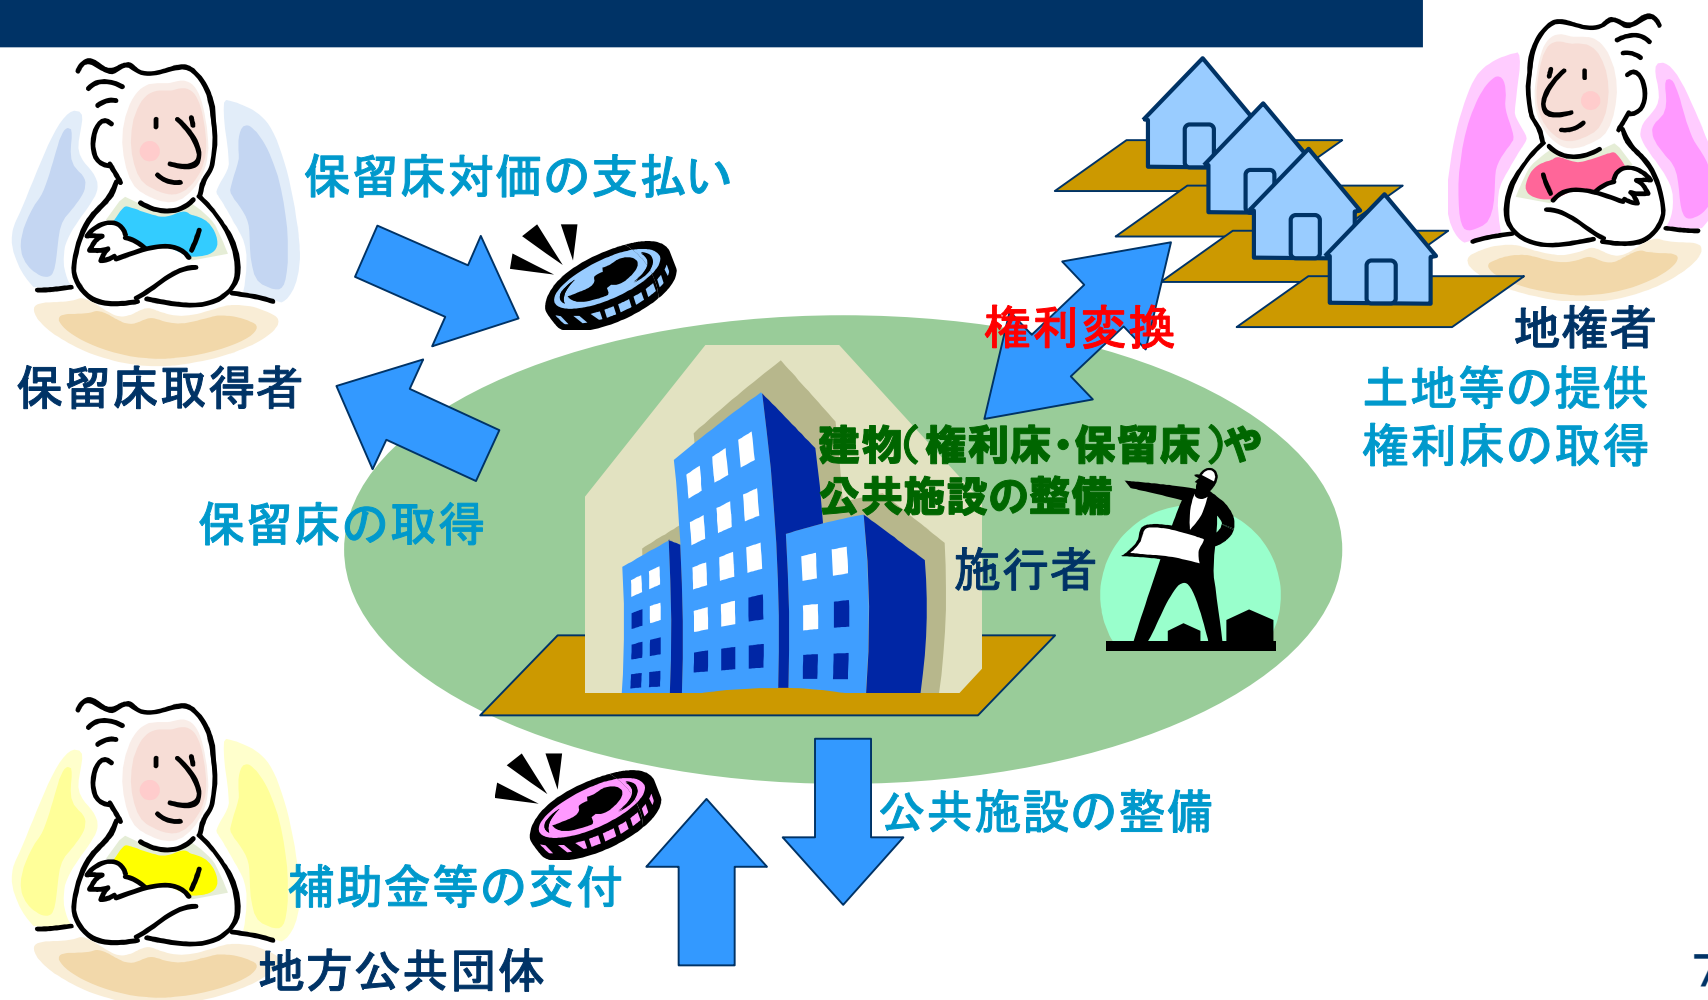 保留床対価の支払い
保留床取得者
保留床の取得
権利変換
地権者
土地等の提供
権利床の取得
建物(権利床・保留床)や
公共施設の整備
施行者
公共施設の整備
補助金等の交付
地方公共団体
7